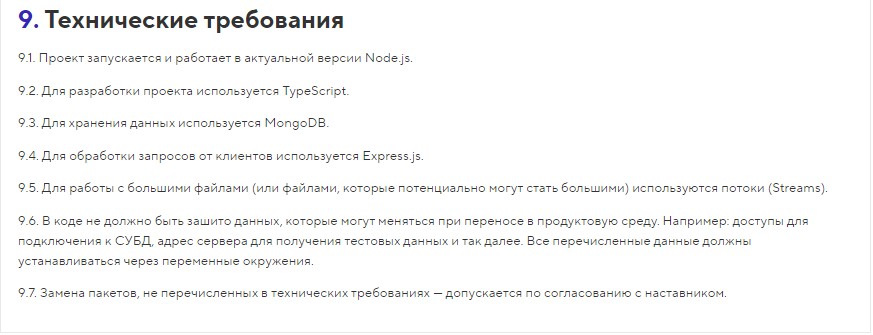 9. Технические требования
9.1. Проект запускается и работает в актуальной версии Node.js.
9.2. Для разработки проекта используется TypeScript.
9.3. Для хранения данных используется MongoDB.
9.4. Для обработки запросов от клиентов используется Express.js.
9.5. Для работы с большими файлами (или файлами, которые потенциально могут стать большими) используются потоки (Streams).
9.6. В коде не должно быть зашито данных, которые могут меняться при переносе в продуктовую среду. Например: доступы для
подключения к СУБД, адрес сервера для получения тестовых данных и так далее. Все перечисленные данные должны
устанавливаться через переменные окружения.
9.7. Замена пакетов, не перечисленных в технических требованиях — допускается по согласованию с наставником.